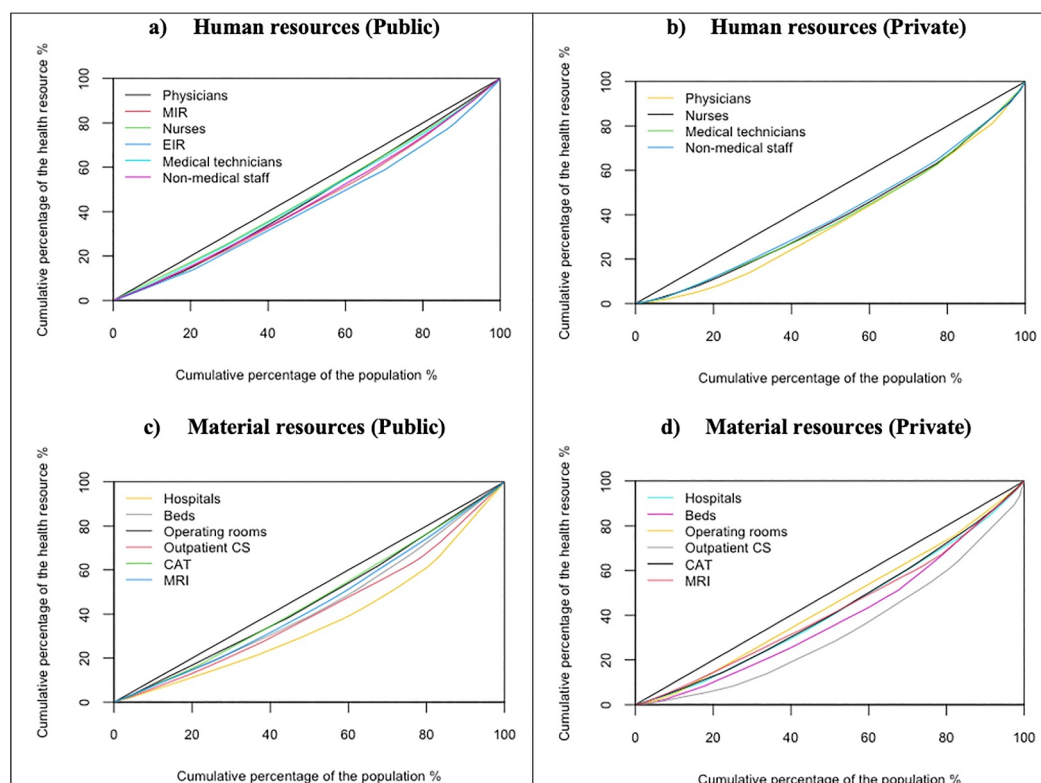 a) Human resources (Public)
Cumulative percentage of the health resource %
100
80
60
40
20
0
Physicians
MIR
Nurses
EIR
Medical technicians
Non-medical staff
0 20 40 60 80 100
Cumulative percentage of the population %
b) Human resources (Private)
Cumulative percentage of the health resource %
100
80
60
40
20
0
Physicians
Nurses
Medical technicians
Non-medical staff
0 20 40 60 80 100
Cumulative percentage of the population %
c) Material resources (Public)
Cumulative percentage of the health resource %
100
80
60
40
20
0
Hospitals
Beds
Operating rooms
Outpatient CS
CAT
MRI
0 20 40 60 80 100
Cumulative percentage of the population %
d) Material resources (Private)
Cumulative percentage of the health resource %
100
80
60
40
20
0
Hospitals
Beds
Operating rooms
Outpatient CS
CAT
MRI
0 20 40 60 80 100
Cumulative percentage of the population %